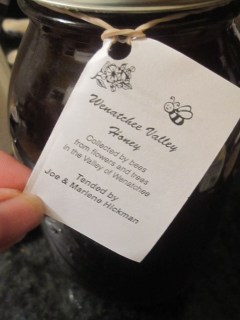 Wenatchee Valley
Honey
Collected by bees
from flowers and trees
in the Valley of Wenatchee
Tended by
Joe & Marlene Hickman